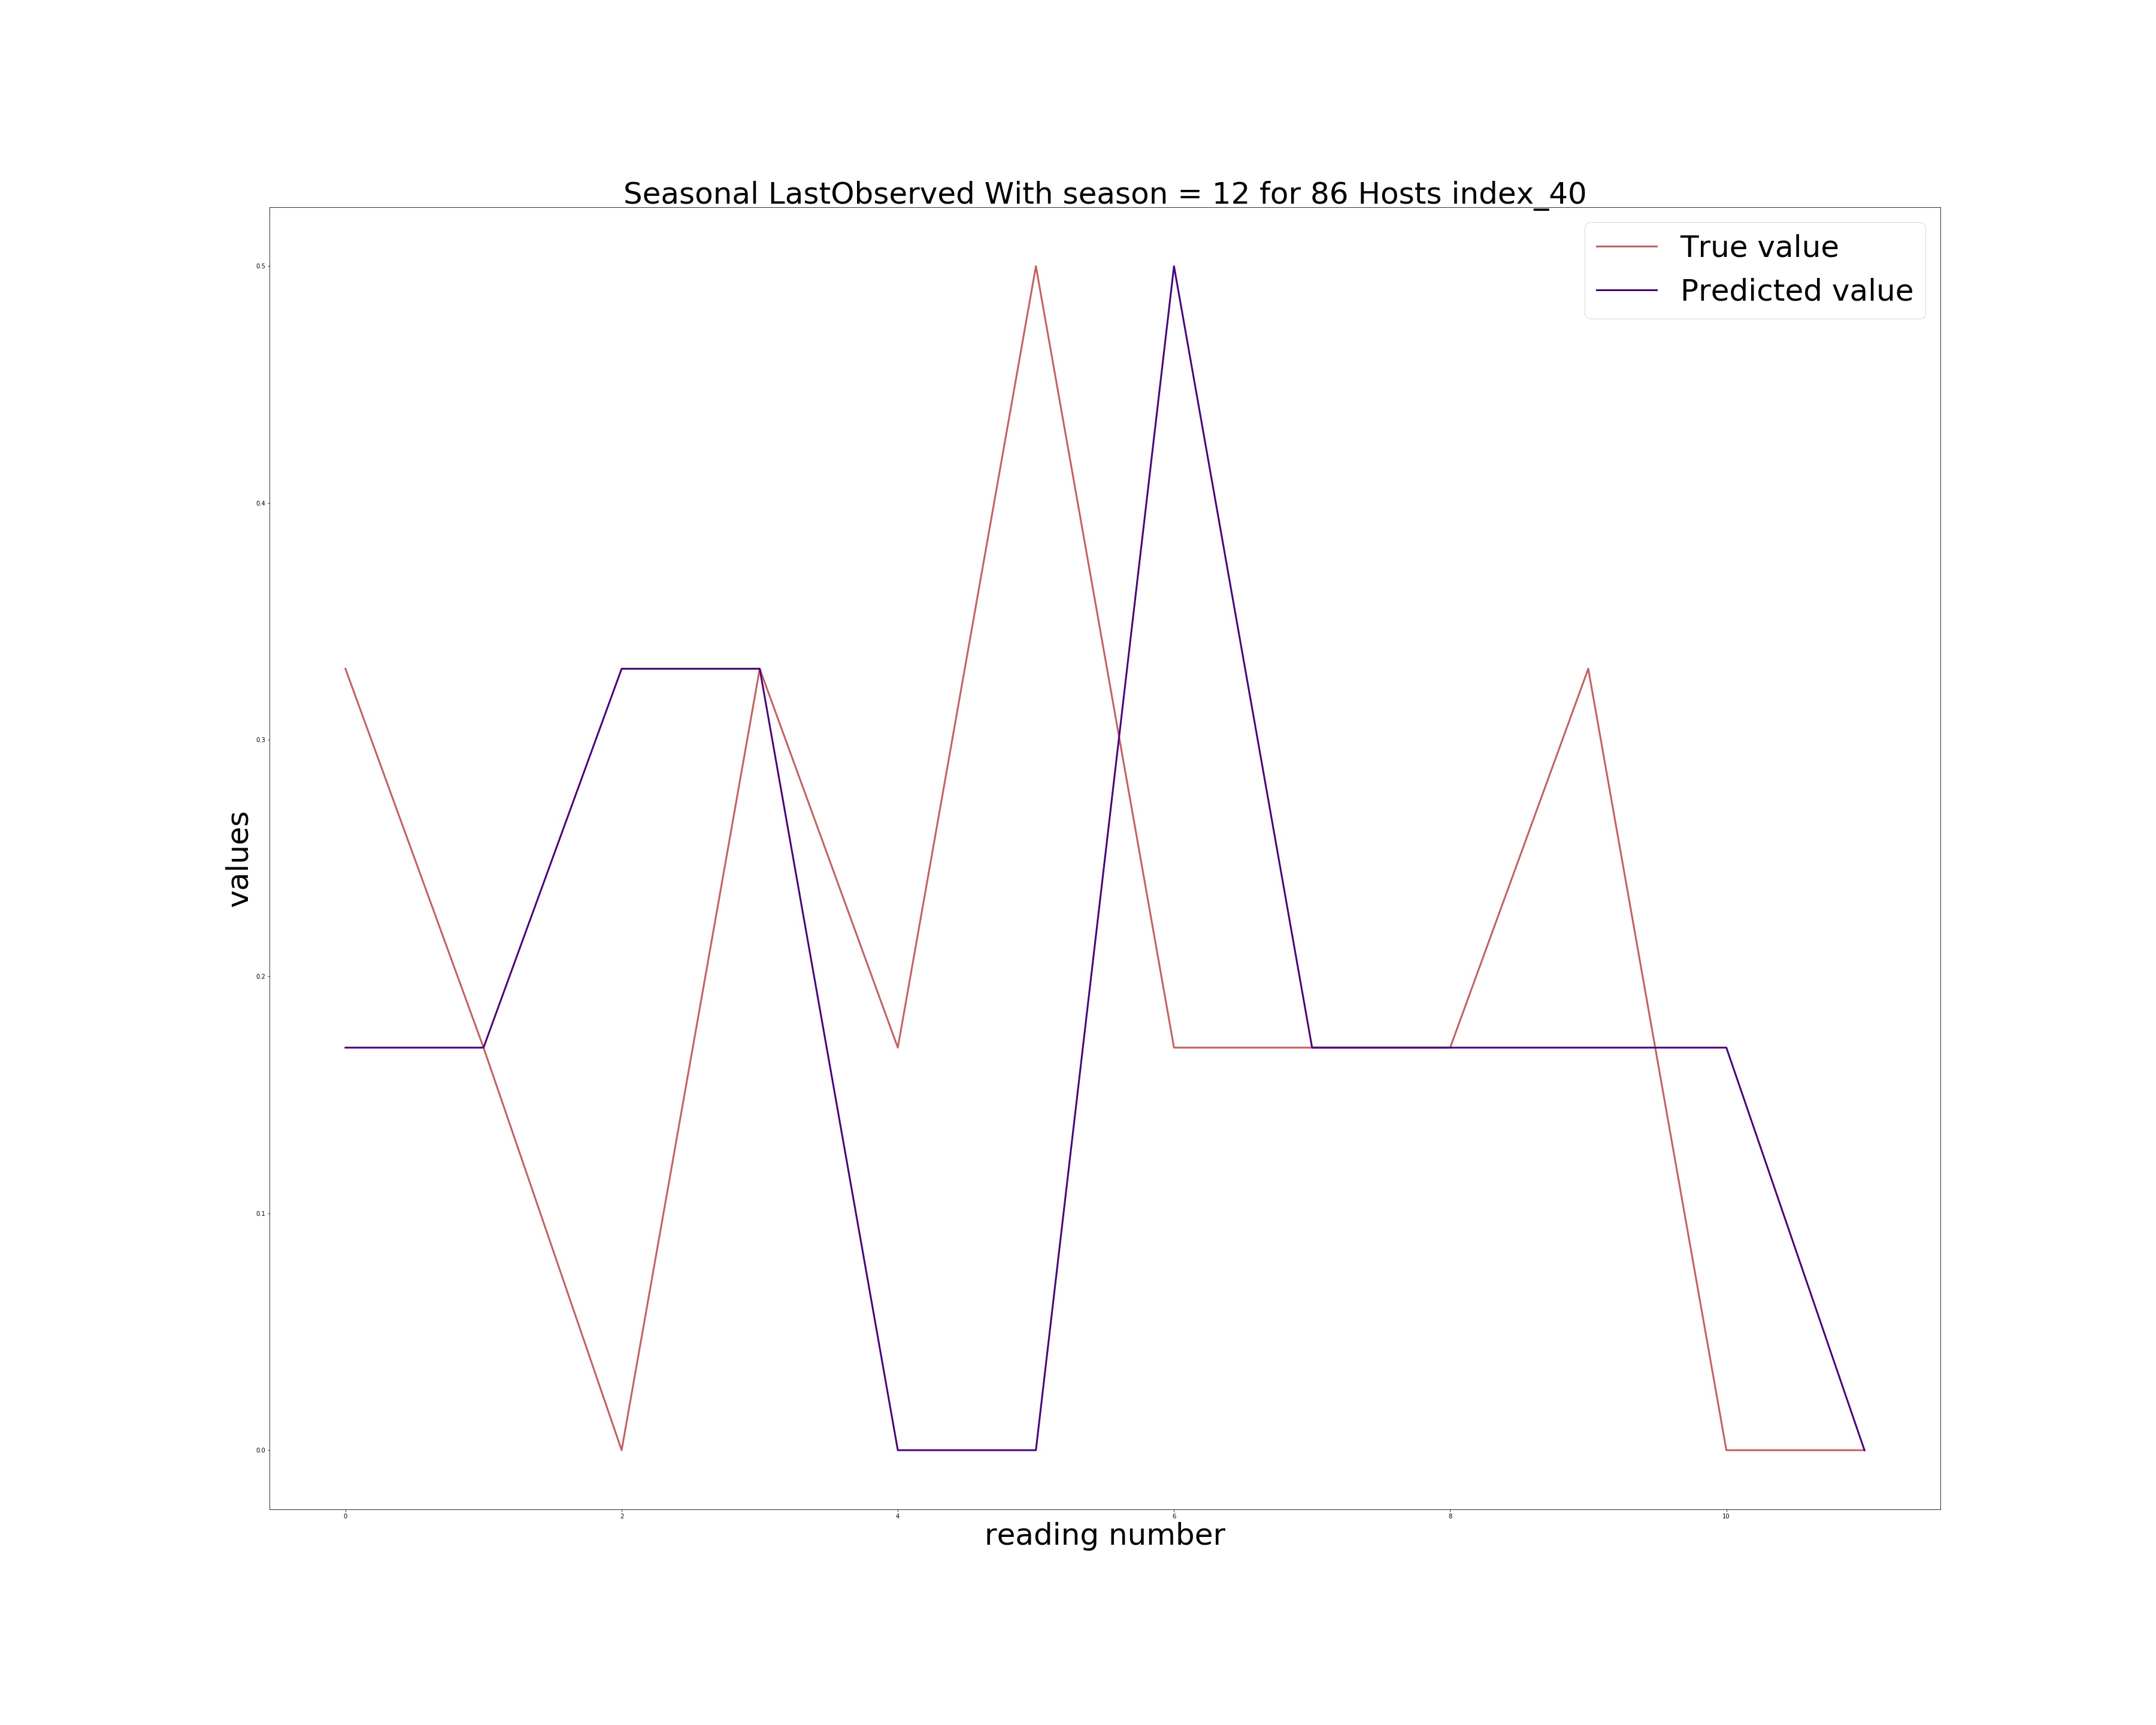 Seasonal LastObserved With season = 12 for 86 Hosts index_40
True value
Predicted value
0.5
0.4
0.3
0.2
0.1
0.0
values
0 2 4 6 8 10
reading number